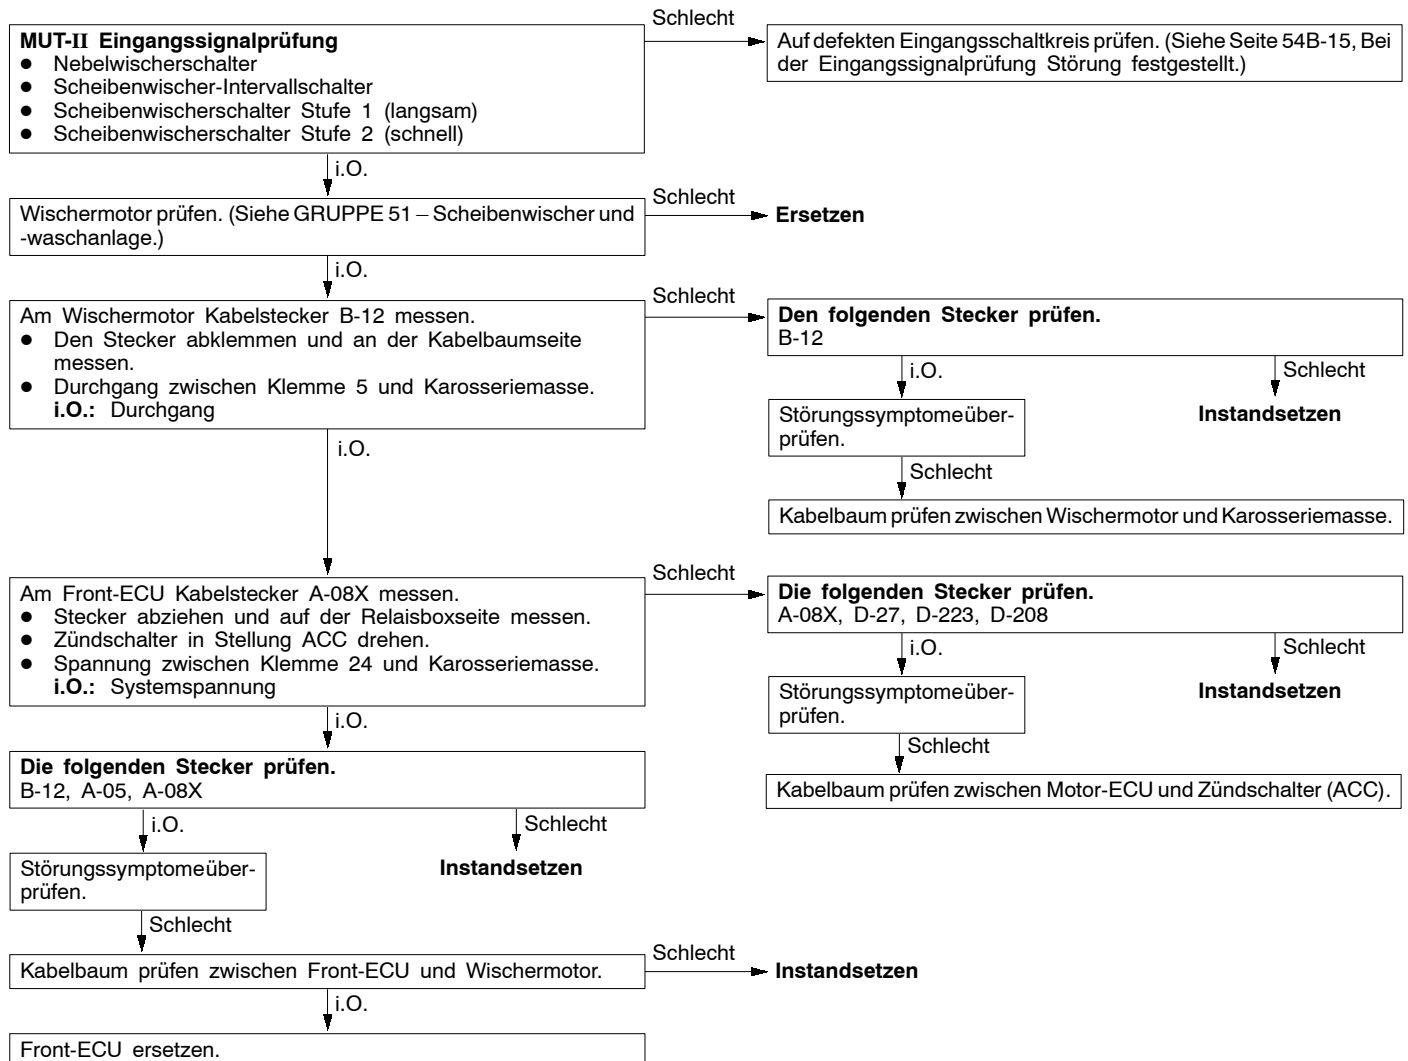 Schlecht
MUT-II Eingangssignalprüfung
● Nebelwischerschalter
● Scheibenwischer-Intervallschalter
● Scheibenwischerschalter Stufe 1 (langsam)
● Scheibenwischerschalter Stufe 2 (schnell)
Auf defekten Eingangsschaltkreis prüfen. (Siehe Seite 54B-15, Bei
der Eingangssignalprüfung Störung festgestellt.)
i.O.
Wischermotor prüfen. (Siehe GRUPPE 51 – Scheibenwischer und
-waschanlage.)
Schlecht
Ersetzen
i.O.
Am Wischermotor Kabelstecker B-12 messen.
● Den Stecker abklemmen und an der Kabelbaumseite
messen.
● Durchgang zwischen Klemme 5 und Karosseriemasse.
i.O.: Durchgang
Schlecht
Den folgenden Stecker prüfen.
B-12
i.O.
Schlecht
Störungssymptome über-
prüfen.
Instandsetzen
Schlecht
Kabelbaum prüfen zwischen Wischermotor und Karosseriemasse.
i.O.
Am Front-ECU Kabelstecker A-08X messen.
● Stecker abziehen und auf der Relaisboxseite messen.
● Zündschalter in Stellung ACC drehen.
● Spannung zwischen Klemme 24 und Karosseriemasse.
i.O.: Systemspannung
Schlecht
Die folgenden Stecker prüfen.
A-08X, D-27, D-223, D-208
i.O.
Schlecht
Störungssymptome über-
prüfen.
Instandsetzen
Schlecht
Kabelbaum prüfen zwischen Motor-ECU und Zündschalter (ACC).
i.O.
Die folgenden Stecker prüfen.
B-12, A-05, A-08X
i.O.
Schlecht
Störungssymptome über-
prüfen.
Instandsetzen
Schlecht
Kabelbaum prüfen zwischen Front-ECU und Wischermotor.
Schlecht
Instandsetzen
i.O.
Front-ECU ersetzen.